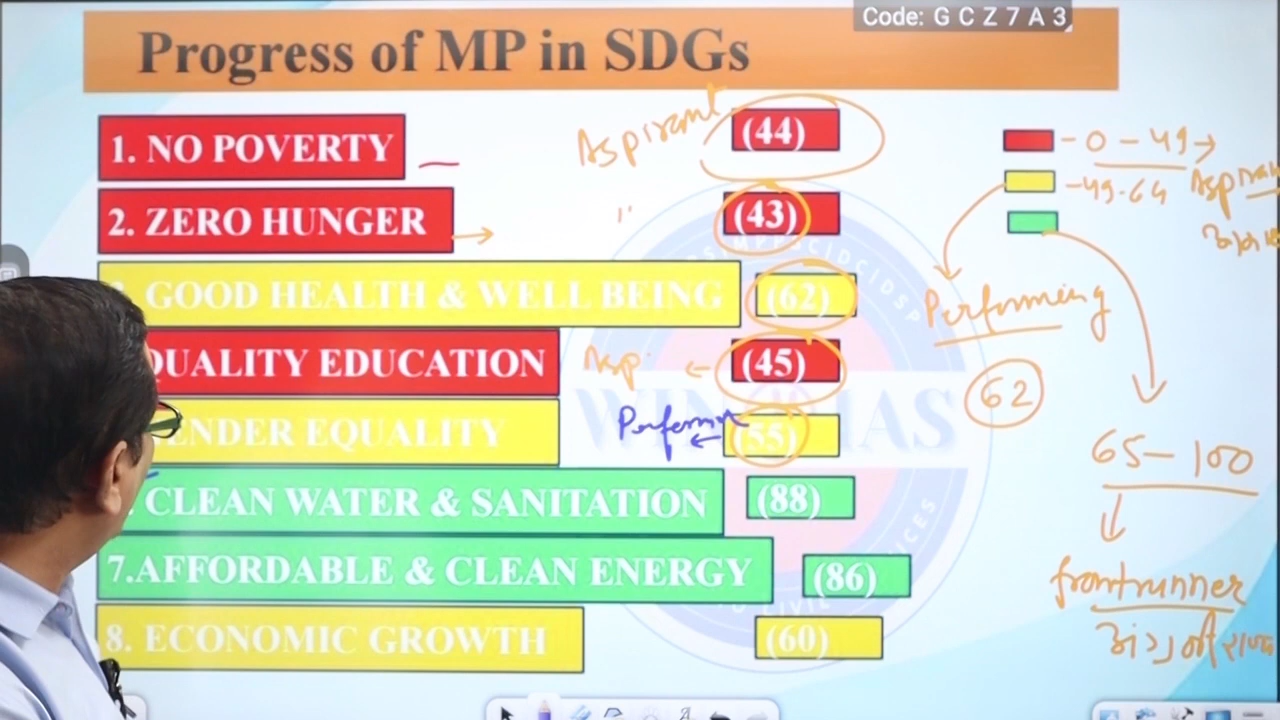 Code: G C Z 7 A 3
Progress of MP in SDGs
1. NO POVERTY
Aspirant
(44)
- 0 - 49 →
Aspiran
2. ZERO HUNGER
"
(43)
- 49-64
GOOD HEALTH & WELL BEING
(62)
Performing
62
QUALITY EDUCATION
Asp.
(45)
ENDER EQUALITY
Performin
(55)
65 - 100
CLEAN WATER & SANITATION
(88)
7.AFFORDABLE & CLEAN ENERGY
(86)
frontrunner
8. ECONOMIC GROWTH
(60)